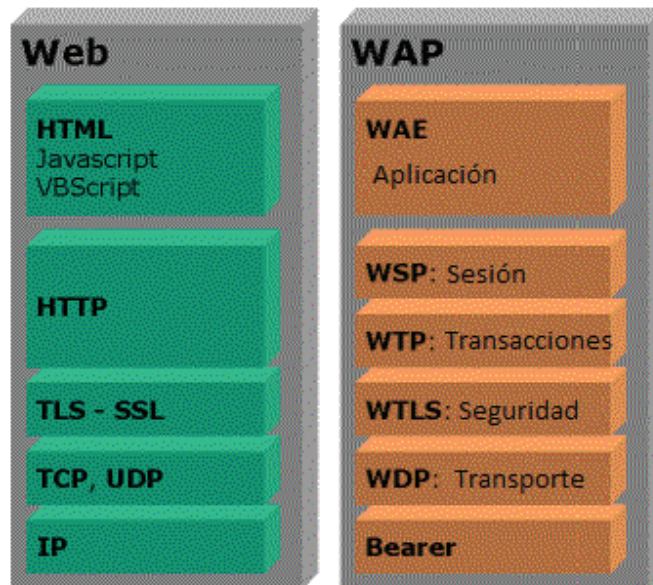 Web
HTML
Javascript
VBScript
HTTP
TLS - SSL
TCP, UDP
IP
WAP
WAE
Aplicación
WSP: Sesión
WTP: Transacciones
WTLS: Seguridad
WDP: Transporte
Bearer